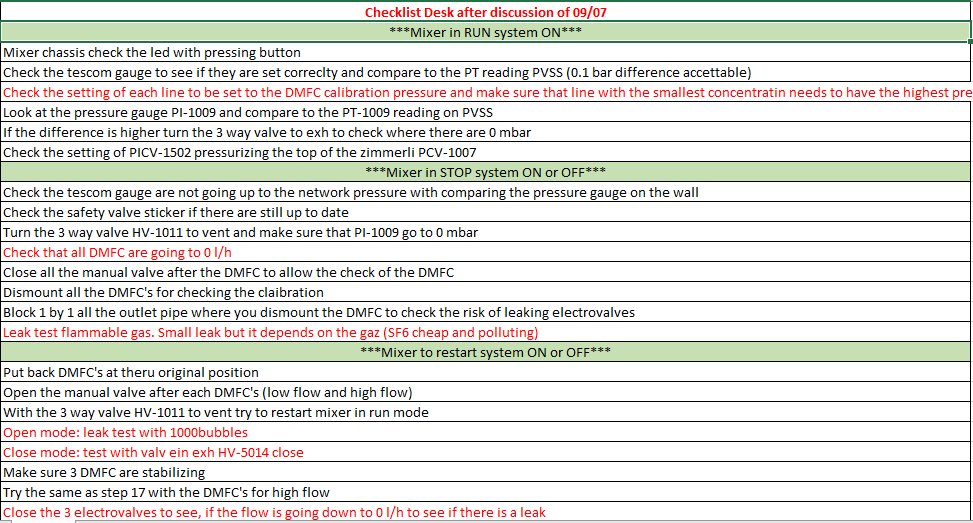 Checklist Desk after discussion of 09/07
***Mixer in RUN system ON***
Mixer chassis check the led with pressing button
Check the tescom gauge to see if they are set correclty and compare to the PT reading PVSS (0.1 bar difference accettable)
Check the setting of each line to be set to the DMFC calibration pressure and make sure that line with the smallest concentratin needs to have the highest pre
Look at the pressure gauge PI-1009 and compare to the PT-1009 reading on PVSS
If the difference is higher turn the 3 way valve to exh to check where there are 0 mbar
Check the setting of PICV-1502 pressurizing the top of the zimmerli PCV-1007
***Mixer in STOP system ON or OFF***
Check the tescom gauge are not going up to the network pressure with comparing the pressure gauge on the wall
Check the safety valve sticker if there are still up to date
Turn the 3 way valve HV-1011 to vent and make sure that PI-1009 go to 0 mbar
Check that all DMFC are going to 0 l/h
Close all the manual valve after the DMFC to allow the check of the DMFC
Dismount all the DMFC's for checking the claibration
Block 1 by 1 all the outlet pipe where you dismount the DMFC to check the risk of leaking electrovalves
Leak test flammable gas. Small leak but it depends on the gaz (SF6 cheap and polluting)
***Mixer to restart system ON or OFF***
Put back DMFC's at theru original position
Open the manual valve after each DMFC's (low flow and high flow)
With the 3 way valve HV-1011 to vent try to restart mixer in run mode
Open mode: leak test with 1000bubbles
Close mode: test with valv ein exh HV-5014 close
Make sure 3 DMFC are stabilizing
Try the same as step 17 with the DMFC's for high flow
Close the 3 electrovalves to see, if the flow is going down to 0 l/h to see if there is a leak